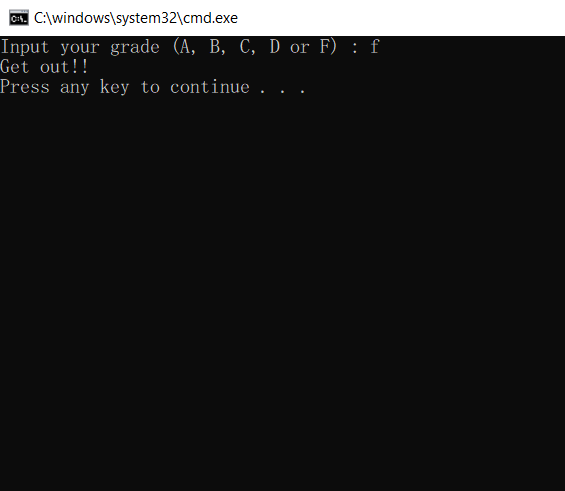 C:\windows\system32\cmd.exe
Input your grade (A, B, C, D or F) : f
Get out!!
Press any key to continue . . .